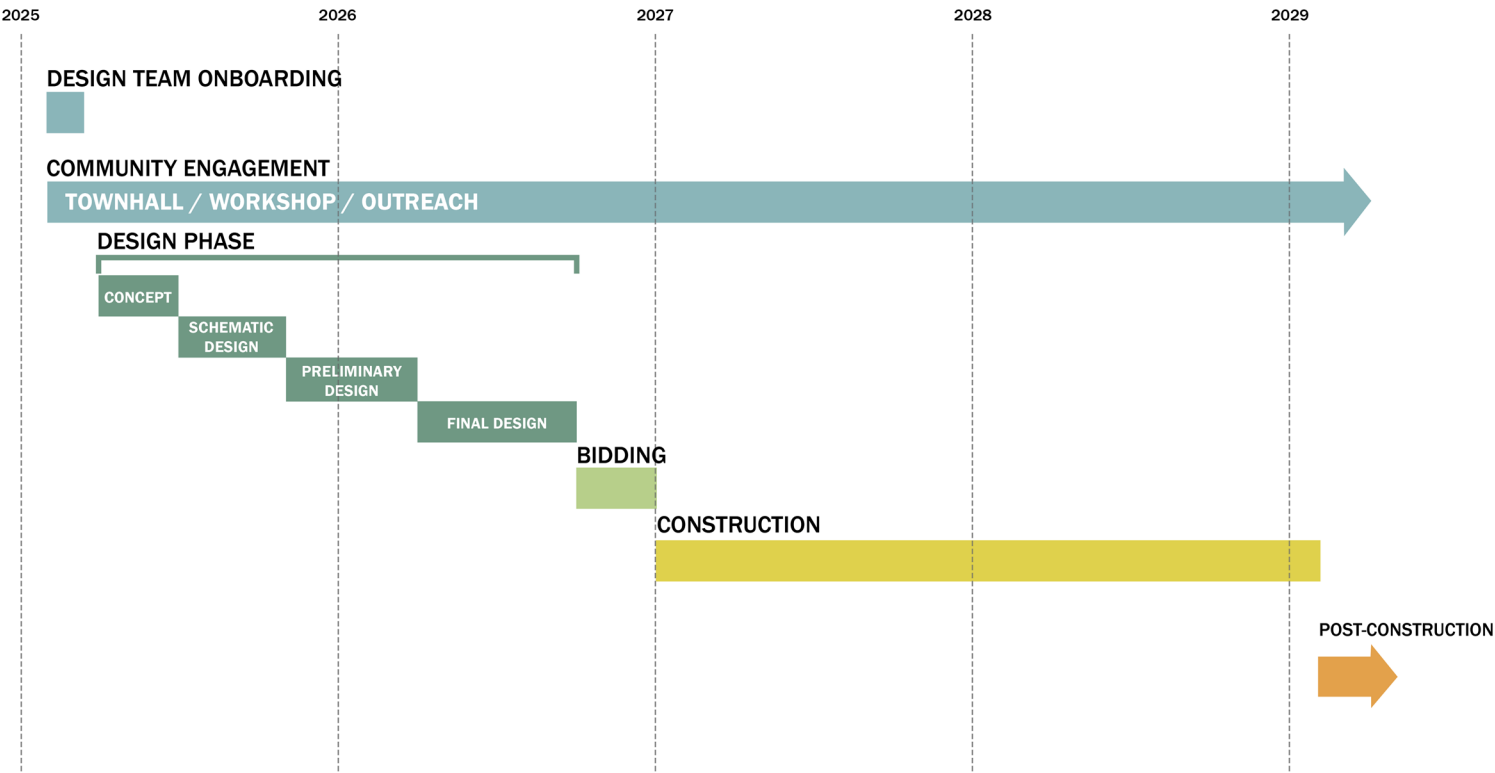 2025 2026 2027 2028 2029
DESIGN TEAM ONBOARDING
COMMUNITY ENGAGEMENT
TOWNHALL / WORKSHOP / OUTREACH
DESIGN PHASE
CONCEPT
SCHEMATIC
DESIGN
PRELIMINARY
DESIGN
FINAL DESIGN
BIDDING
CONSTRUCTION
POST-CONSTRUCTION